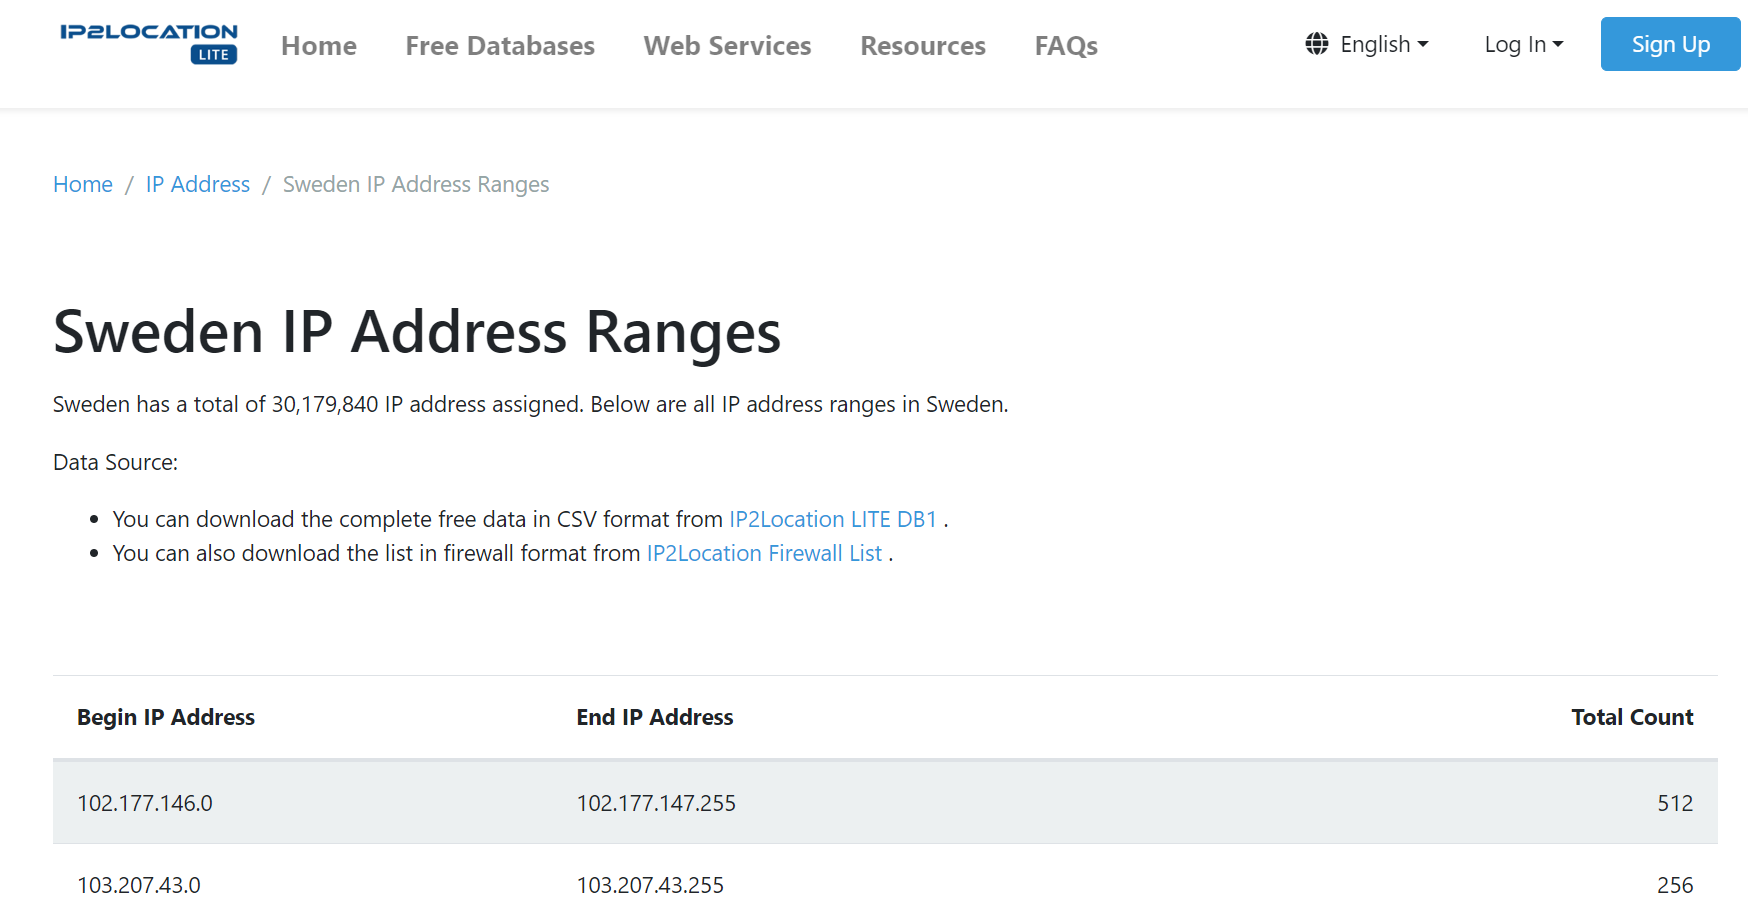 IP2LOCATION
LITE
Home Free Databases Web Services Resources FAQs English Log In Sign Up
Home / IP Address / Sweden IP Address Ranges
Sweden IP Address Ranges
Sweden has a total of 30,179,840 IP address assigned. Below are all IP address ranges in Sweden.
Data Source:
• You can download the complete free data in CSV format from IP2Location LITE DB1 .
• You can also download the list in firewall format from IP2Location Firewall List .
Begin IP Address End IP Address Total Count
102.177.146.0 102.177.147.255 512
103.207.43.0 103.207.43.255 256